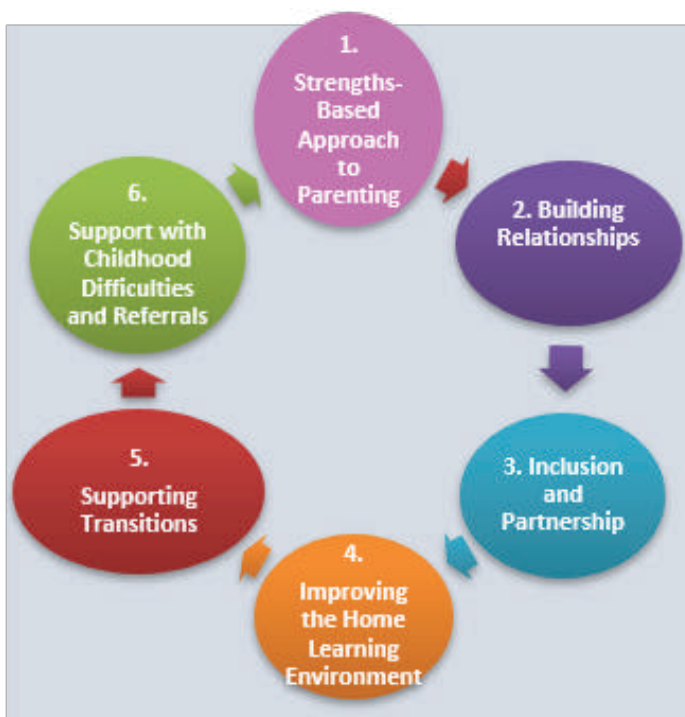 1.
Strengths-
Based
Approach
to
Parenting
2. Building
Relationships
3. Inclusion
and
Partnership
4.
Improving
the Home
Learning
Environment
5.
Supporting
Transitions
6.
Support with
Childhood
Difficulties
and Referrals